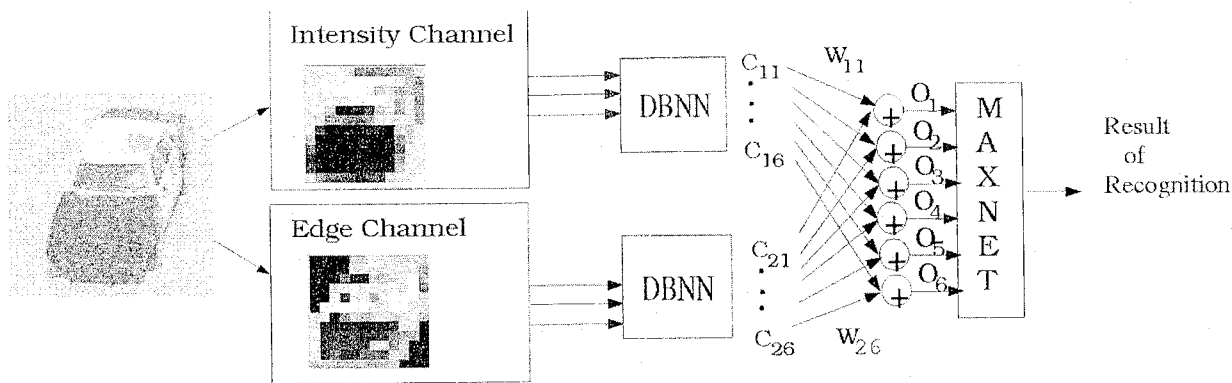 Intensity Channel
DBNN
C11
C16
W11
O1
O2
O3
O4
O5
O6
M
A
X
N
E
T
Result
of
Recognition
Edge Channel
DBNN
C21
C26
W26